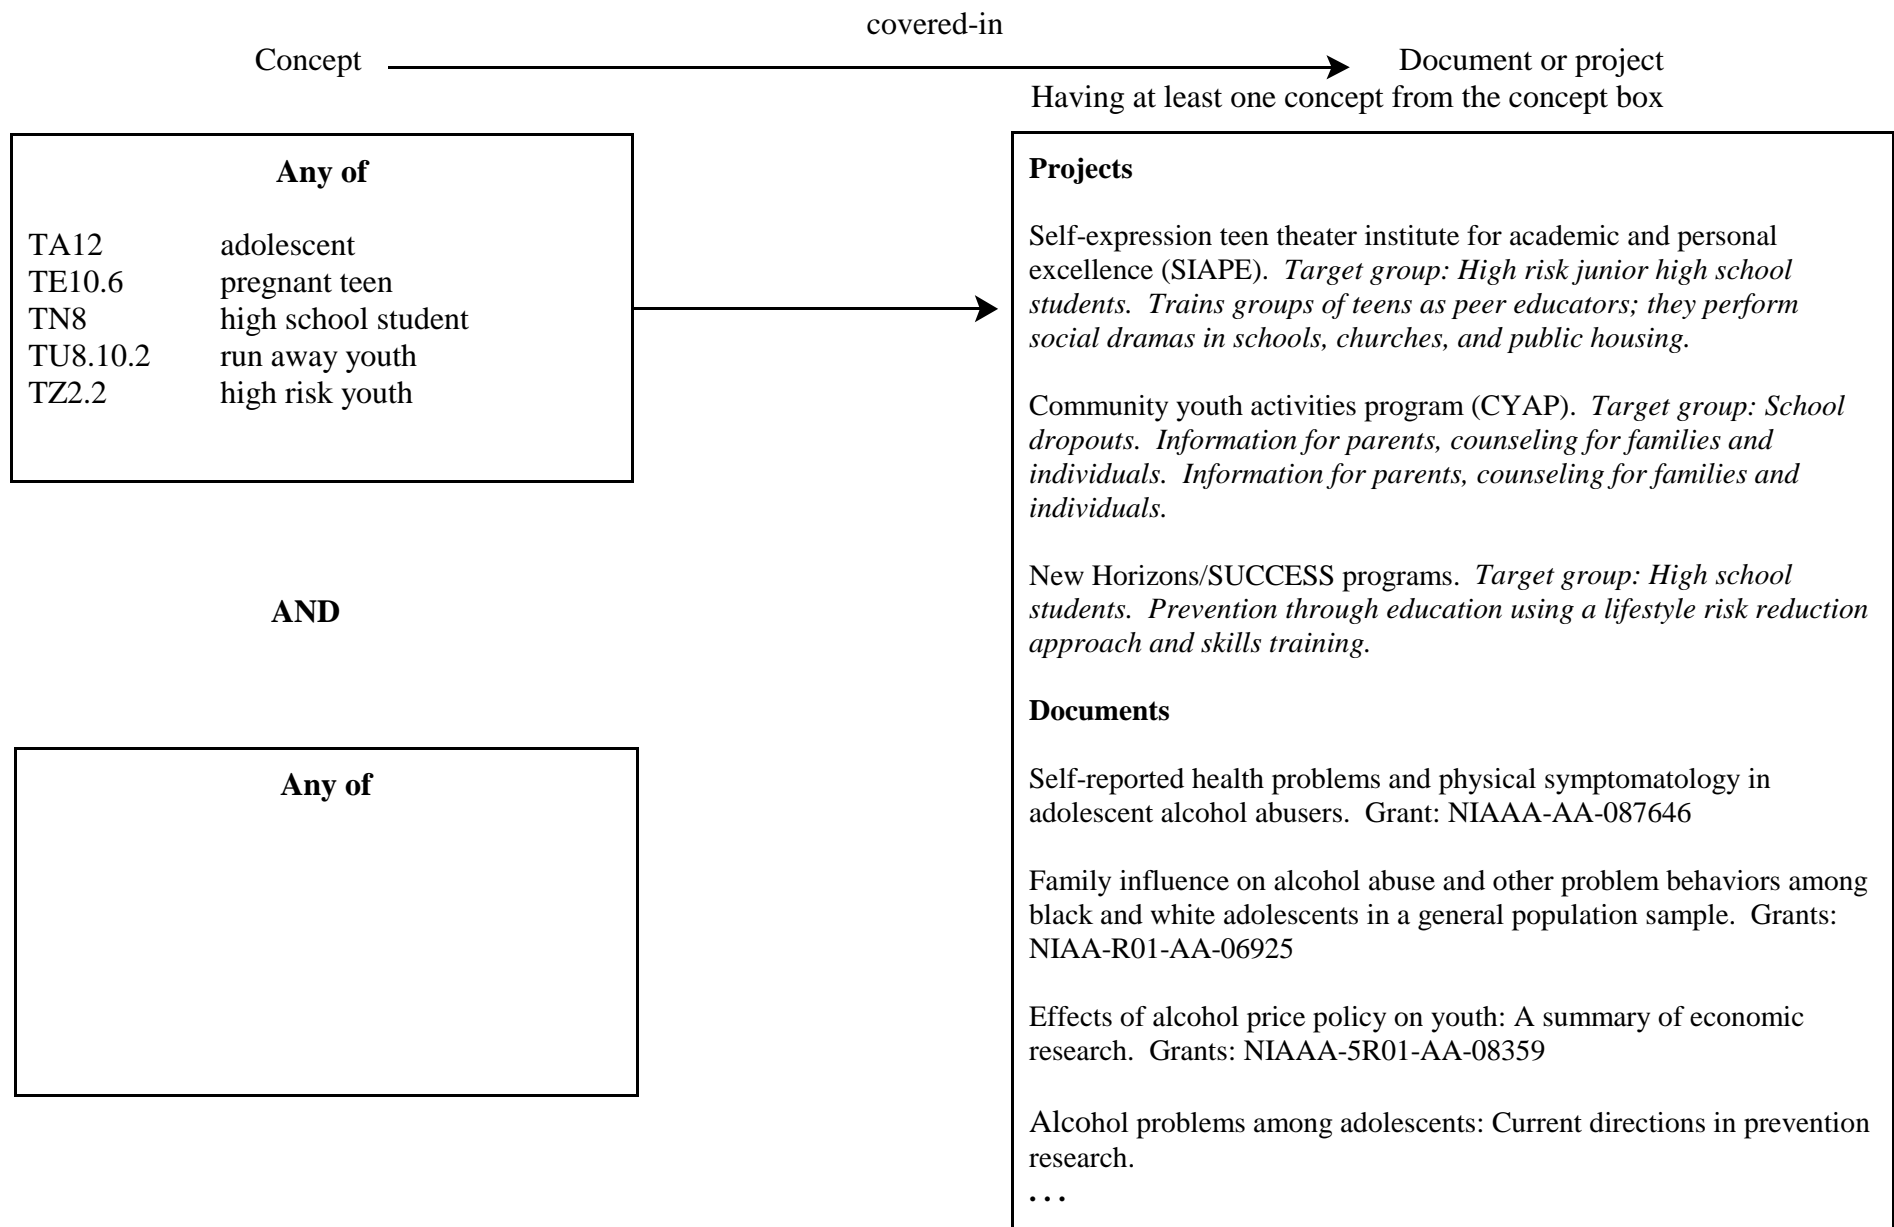 covered-in
Concept
Document or project
Having at least one concept from the concept box
Any of
TA12 adolescent
TE10.6 pregnant teen
TN8 high school student
TU8.10.2 run away youth
TZ2.2 high risk youth
AND
Any of
Projects
Self-expression teen theater institute for academic and personal
excellence (SIAPE). Target group: High risk junior high school
students. Trains groups of teens as peer educators; they perform
social dramas in schools, churches, and public housing.
Community youth activities program (CYAP). Target group: School
dropouts. Information for parents, counseling for families and
individuals. Information for parents, counseling for families and
individuals.
New Horizons/SUCCESS programs. Target group: High school
students. Prevention through education using a lifestyle risk reduction
approach and skills training.
Documents
Self-reported health problems and physical symptomatology in
adolescent alcohol abusers. Grant: NIAAA-AA-087646
Family influence on alcohol abuse and other problem behaviors among
black and white adolescents in a general population sample. Grants:
NIAA-R01-AA-06925
Effects of alcohol price policy on youth: A summary of economic
research. Grants: NIAAA-5R01-AA-08359
Alcohol problems among adolescents: Current directions in prevention
research.
. . .